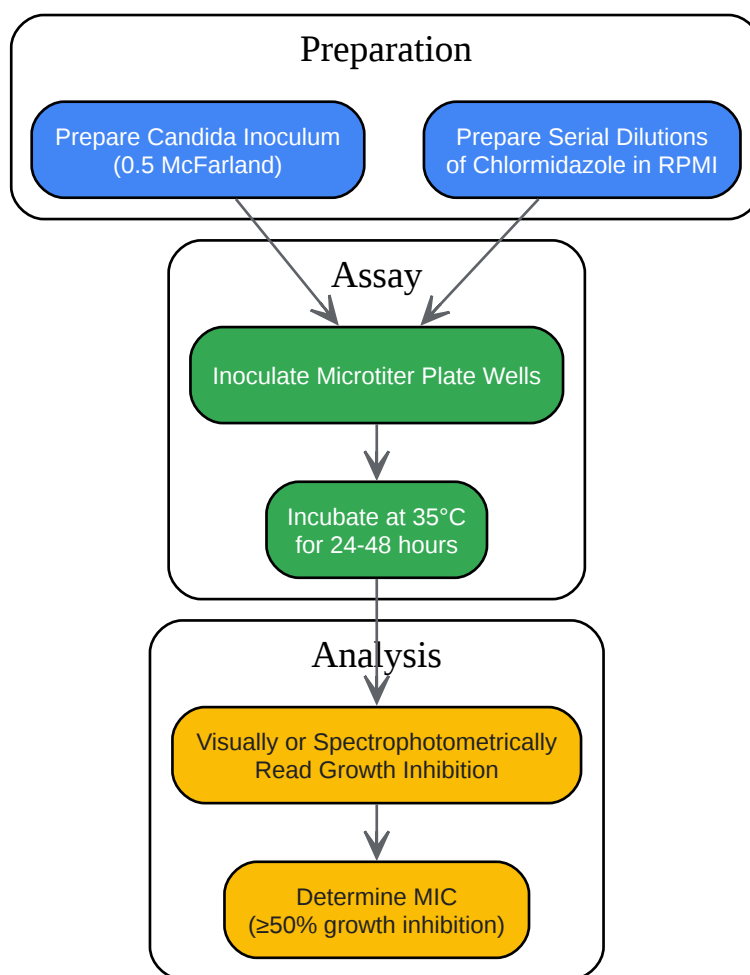 Preparation
Prepare Candida Inoculum
(0.5 McFarland)
Prepare Serial Dilutions
of Chlormidazole in RPMI
Assay
Inoculate Microtiter Plate Wells
Incubate at 35°C
for 24-48 hours
Analysis
Visually or Spectrophotometrically
Read Growth Inhibition
Determine MIC
(≥50% growth inhibition)